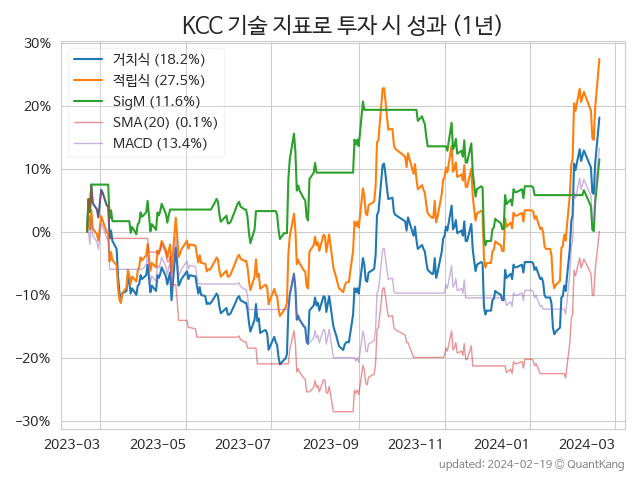 KCC 기술 지표로 투자 시 성과 (1년)
30%
20%
10%
0%
−10%
−20%
−30%
거치식 (18.2%)
적립식 (27.5%)
SigM (11.6%)
SMA(20) (0.1%)
MACD (13.4%)
2023-03 2023-05 2023-07 2023-09 2023-11 2024-01 2024-03
updated: 2024-02-19 © QuantKang